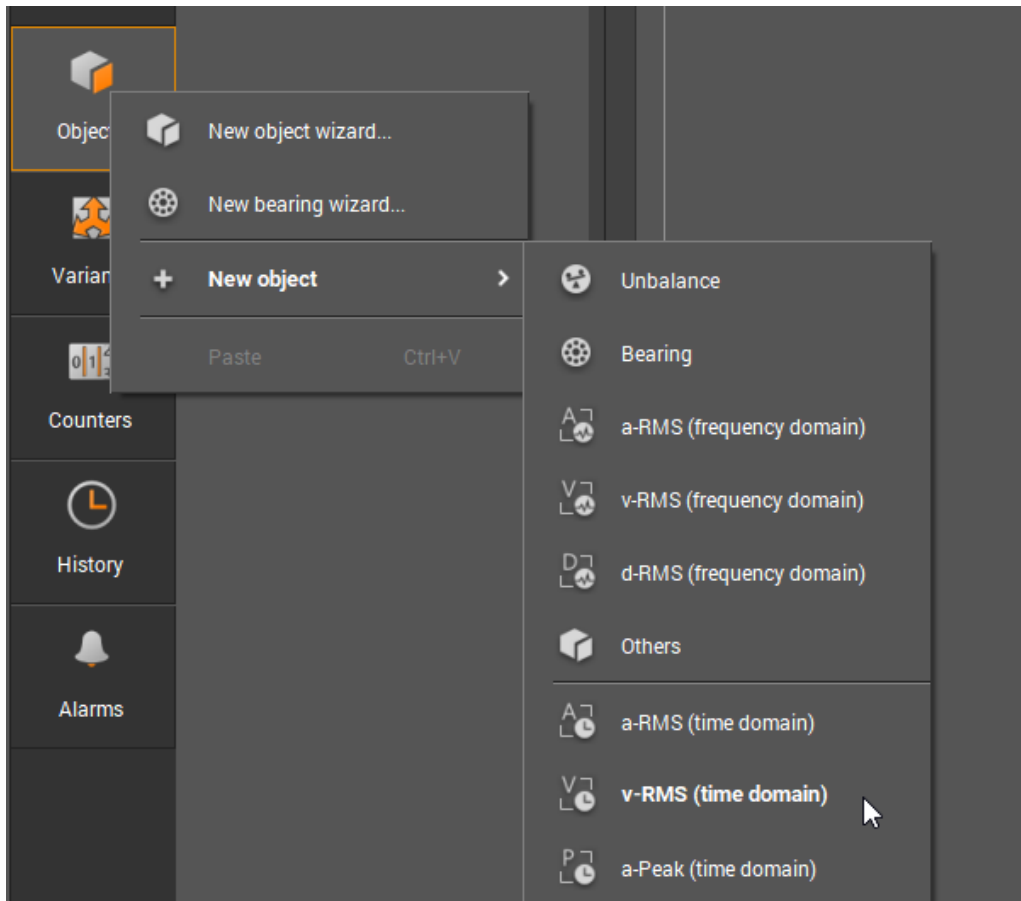 Objec
New object wizard...
New bearing wizard...
Varian
New object
Unbalance
Paste Ctrl+V
Bearing
Counters
a-RMS (frequency domain)
v-RMS (frequency domain)
History
d-RMS (frequency domain)
Others
Alarms
a-RMS (time domain)
v-RMS (time domain)
a-Peak (time domain)